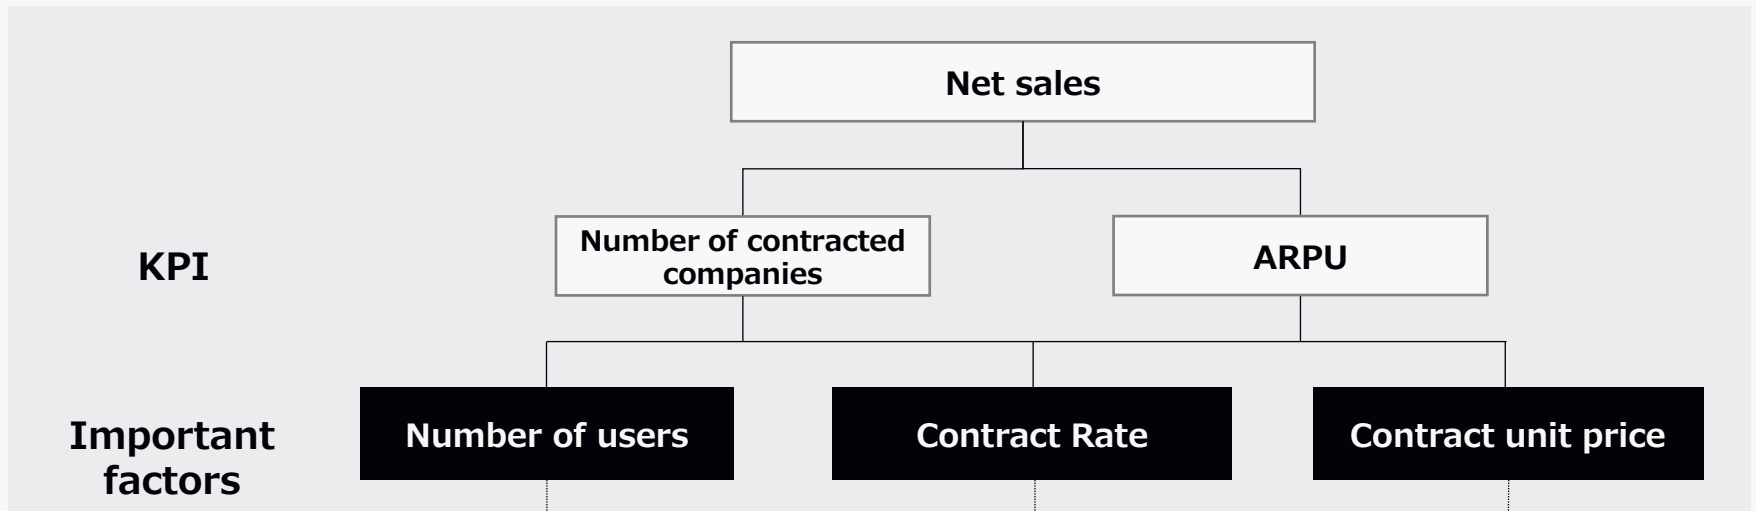 Net sales
KPI
Number of contracted
companies
ARPU
Important
factors
Number of users
Contract Rate
Contract unit price